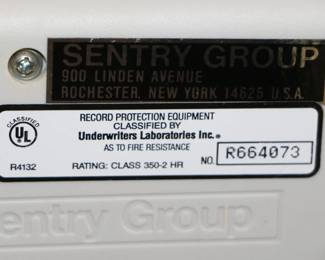 SENTRY GROUP
900 LINDEN AVENUE
ROCHESTER, NEW YORK 14625 U.S.A.
RECORD PROTECTION EQUIPMENT
CLASSIFIED BY
Underwriters Laboratories Inc.®
AS TO FIRE RESISTANCE
CLASSIFIED
UL
R4132
RATING: CLASS 350-2 HR
NO. R664073
Sentry Group